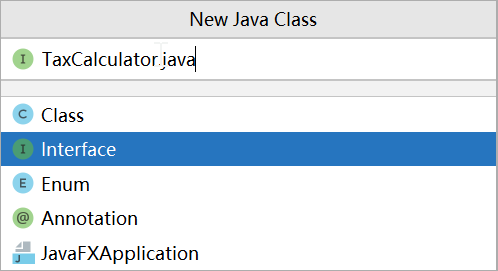 New Java Class
I TaxCalculator.java
C Class
I Interface
E Enum
@ Annotation
J JavaFXApplication